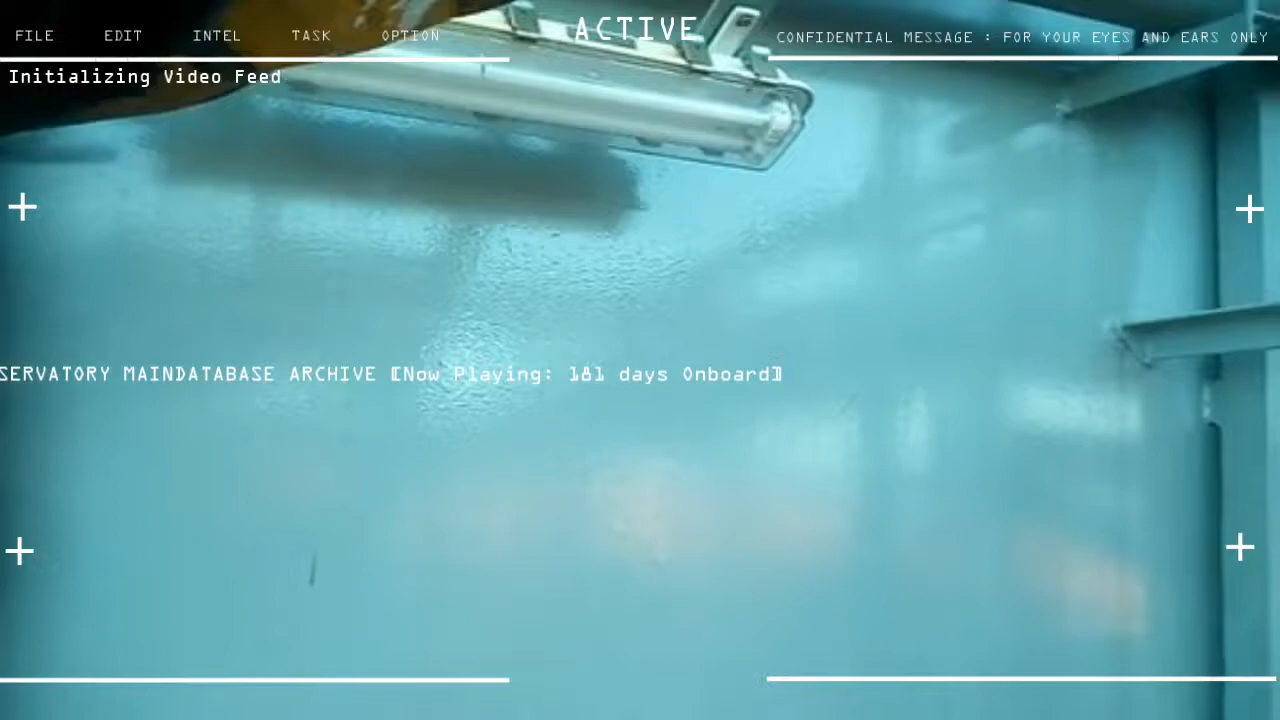 FILE EDIT INTEL TASK OPTION
ACTIVE
CONFIDENTIAL MESSAGE : FOR YOUR EYES AND EARS ONLY
Initializing Video Feed
SERVATORY MAINDATABASE ARCHIVE [Now Playing: 181 days Onboard]